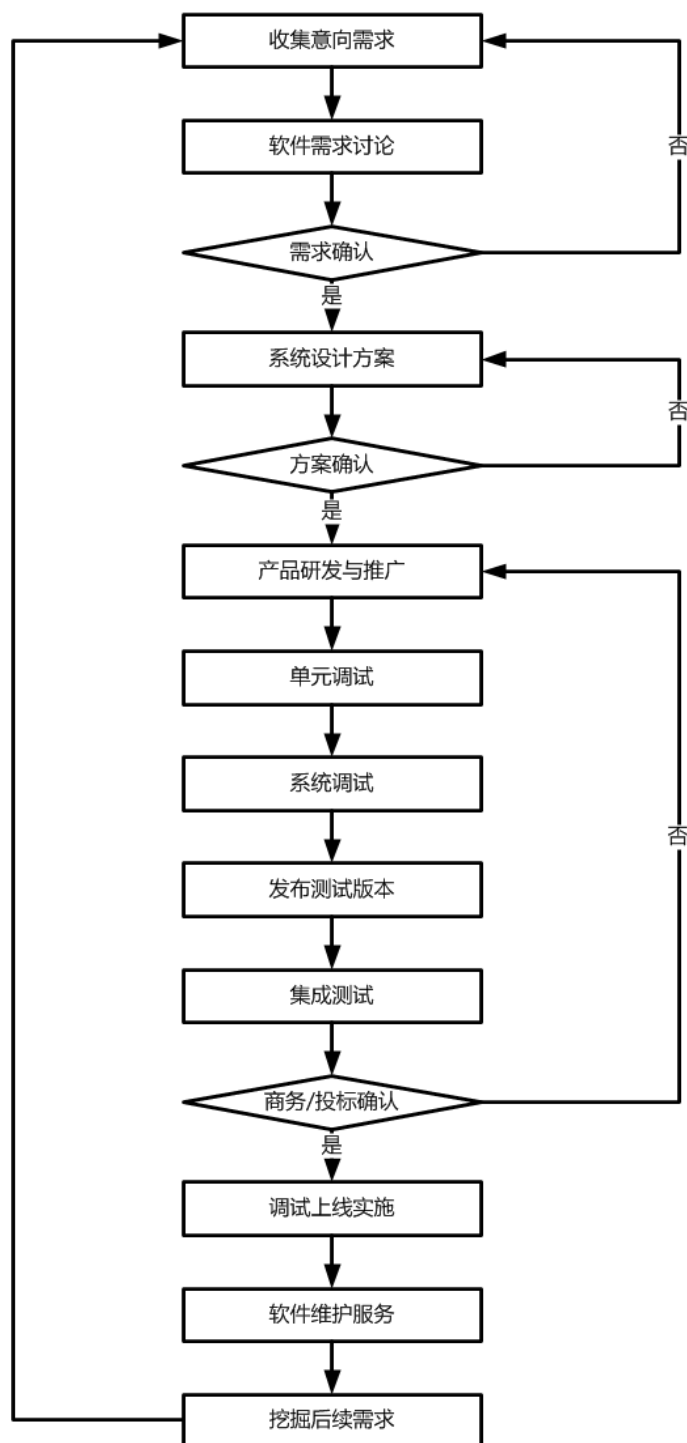 收集意向需求
软件需求讨论
否
需求确认
是
系统设计方案
否
方案确认
是
产品研发与推广
单元调试
系统调试
否
发布测试版本
集成测试
商务/投标确认
是
调试上线实施
软件维护服务
挖掘后续需求